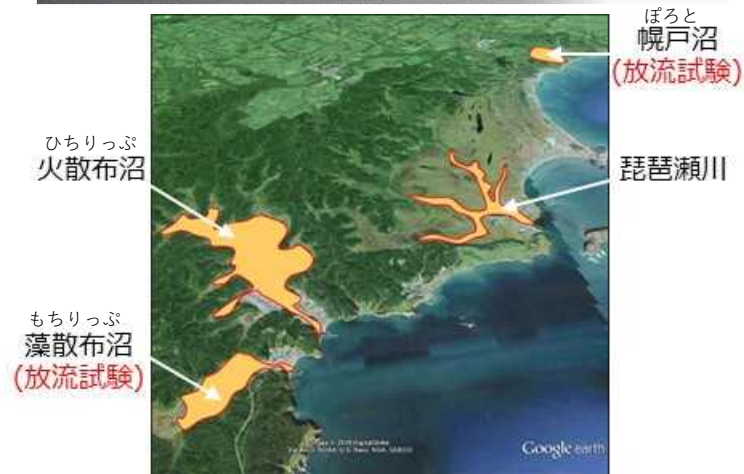 ぽろと
幌戸沼
(放流試験)
ひちりっぷ
火散布沼
琵琶瀬川
もちりっぷ
藻散布沼
(放流試験)
Google earth